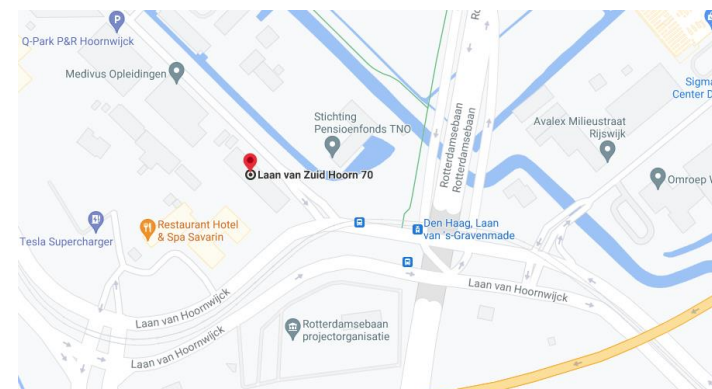 Q-Park P&R Hoornwijck
Medivus Opleidingen
Stichting
Pensioenfonds TNO
Laan van Zuid Hoorn 70
Rotterdamsebaan
Rotterdamsebaan
Avalex Milieustraat
Rijswijk
Sigma
Center D
Omroep W
Restaurant Hotel
& Spa Savarin
Tesla Supercharger
Den Haag, Laan
van 's-Gravenmade
Laan van Hoornwijck
Laan van Hoornwijck
Laan van Hoornwijck
Rotterdamsebaan
projectorganisatie